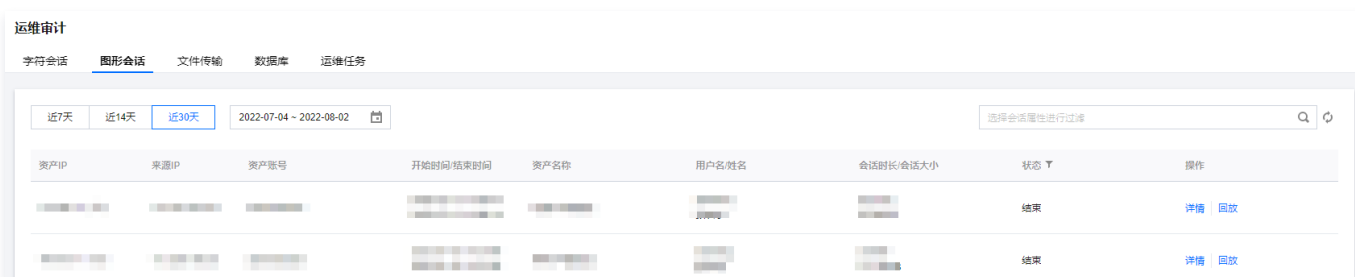 运维审计
字符会话 图形会话 文件传输 数据库 运维任务
近7天 近14天 近30天 2022-07-04 ~ 2022-08-02 选择会话属性进行过滤
资产IP 来源IP 资产账号 开始时间/结束时间 资产名称 用户名/姓名 会话时长/会话大小 状态 操作
结束 详情 回放
结束 详情 回放